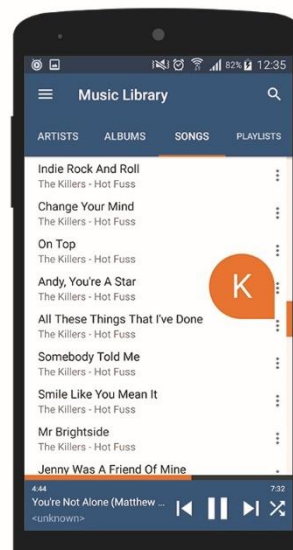 82% 12:35
Music Library
ARTISTS ALBUMS SONGS PLAYLISTS
Indie Rock And Roll
The Killers - Hot Fuss
Change Your Mind
The Killers - Hot Fuss
On Top
The Killers - Hot Fuss
Andy, You're A Star
The Killers - Hot Fuss
K
All These Things That I've Done
The Killers - Hot Fuss
Somebody Told Me
The Killers - Hot Fuss
Smile Like You Mean It
The Killers - Hot Fuss
Mr Brightside
The Killers - Hot Fuss
Jenny Was A Friend Of Mine
4:44 7:32
You're Not Alone (Matthew ...
<unknown>